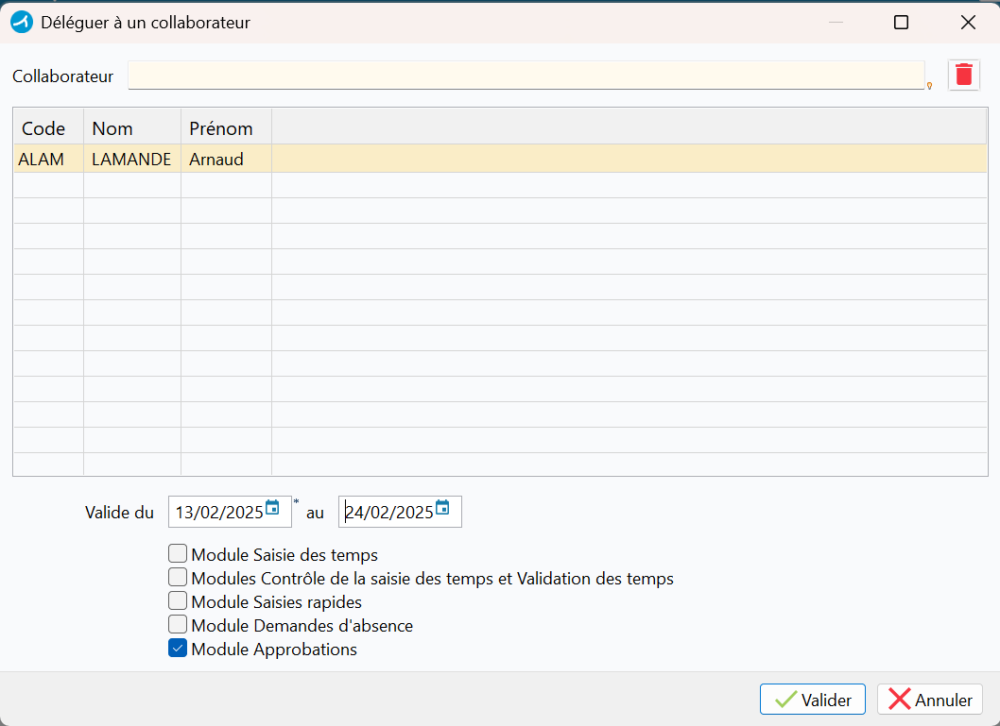 Déléguer à un collaborateur
Collaborateur
Code Nom Prénom
ALAM LAMANDE Arnaud
Valide du 13/02/2025 * au 24/02/2025
Module Saisie des temps
Modules Contrôle de la saisie des temps et Validation des temps
Module Saisies rapides
Module Demandes d'absence
Module Approbations
Valider Annuler